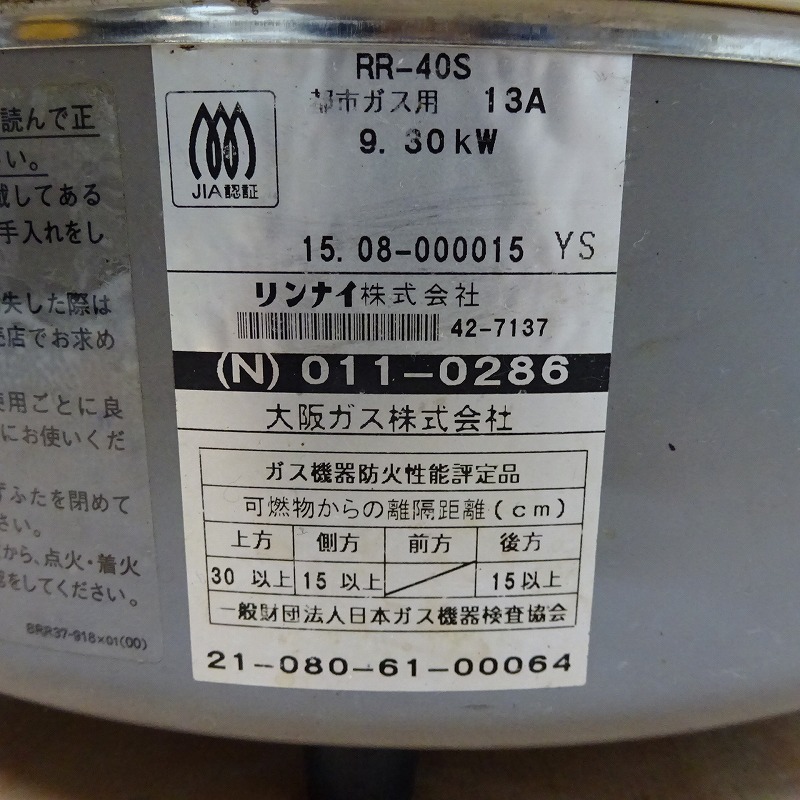 読んで正
さい。
載してある
手入れをし
失した際は
売店でお求め
使用ごとに良
にお使いくだ
ずふたを閉めて
ださい。
から、点火・着火
認をしてください。
RR-40S
都市ガス用 13A
9.30kW
JIA認証
15.08-000015 YS
リンナイ株式会社
42-7137
(N) 011-0286
大阪ガス株式会社
ガス機器防火性能評定品
可燃物からの離隔距離(cm)
上方 側方 前方 後方
30 以上 15 以上 15以上
一般財団法人日本ガス機器検査協会
21-080-61-00064